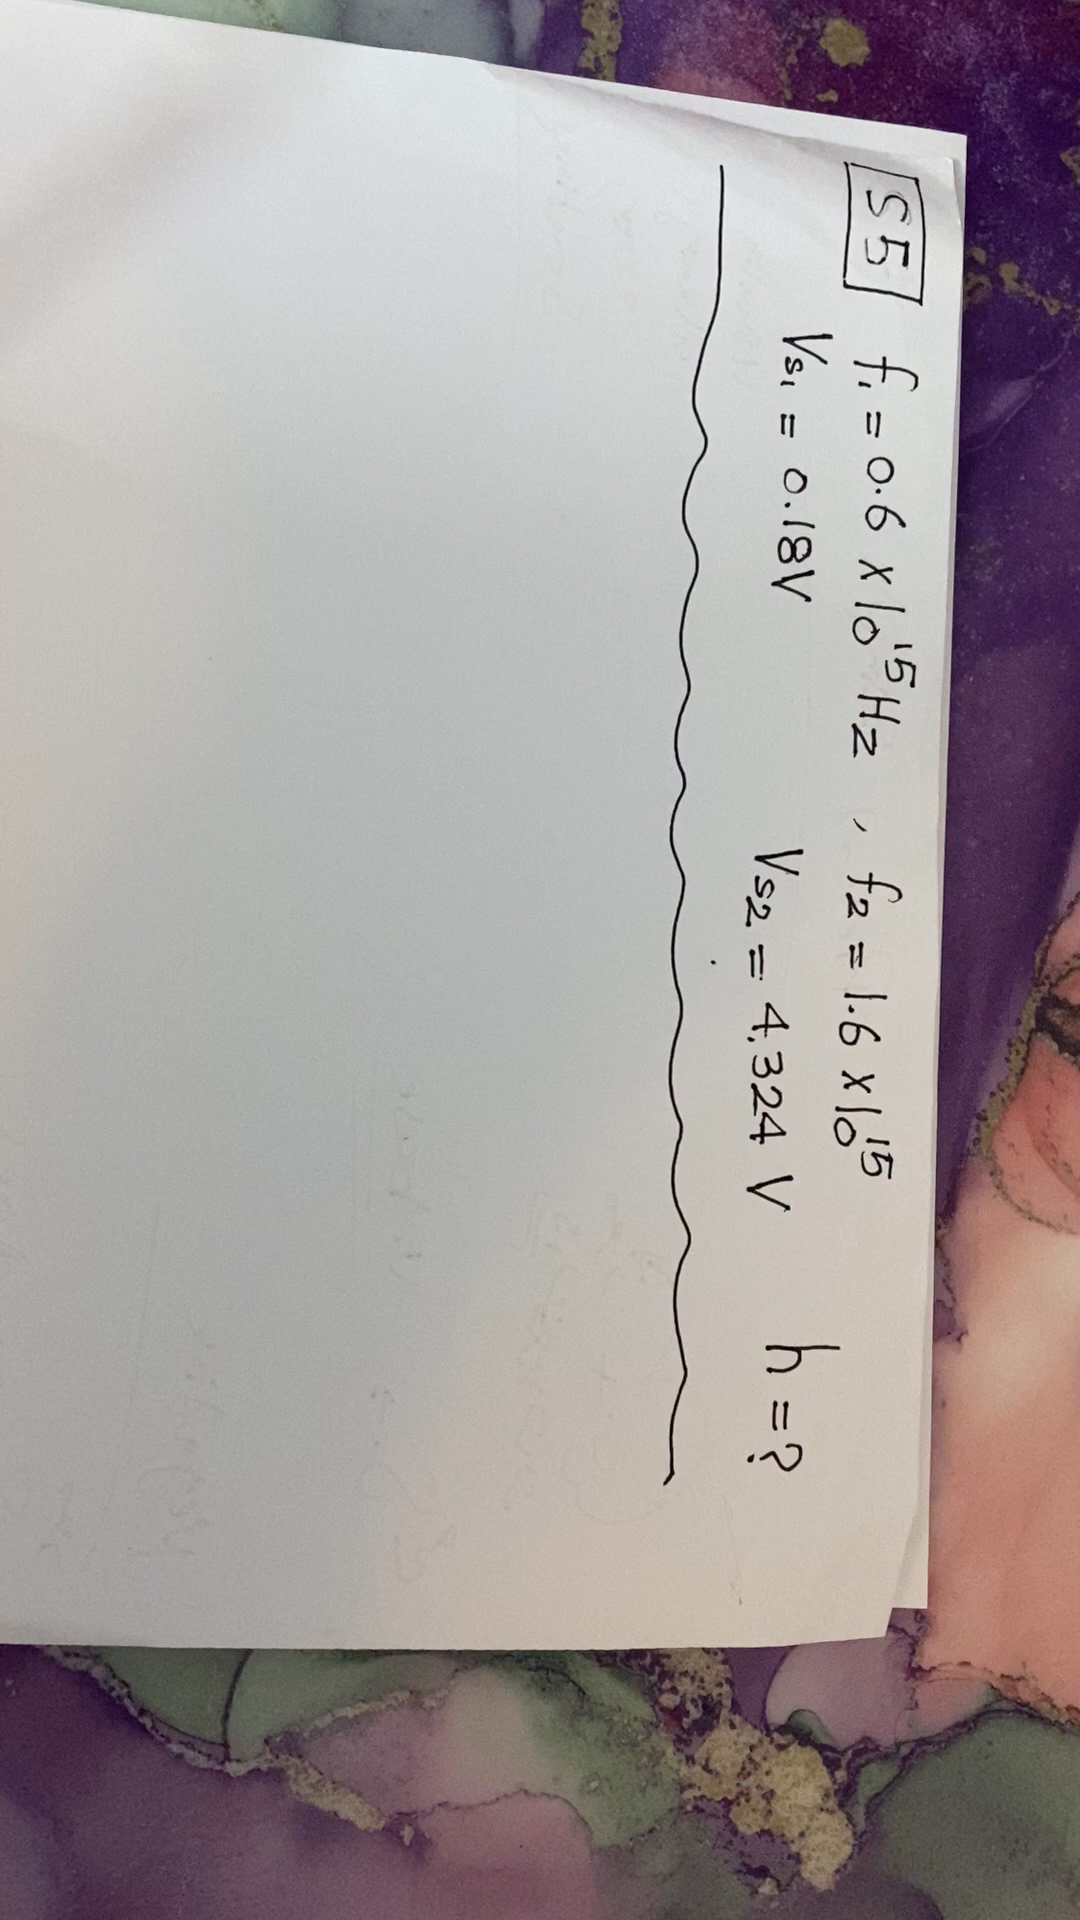 S5 f₁ = 0.6 x 10¹⁵ Hz , f₂ = 1.6 x 10¹⁵
Vs₁ = 0.18V Vs₂ = 4,324 V h = ?